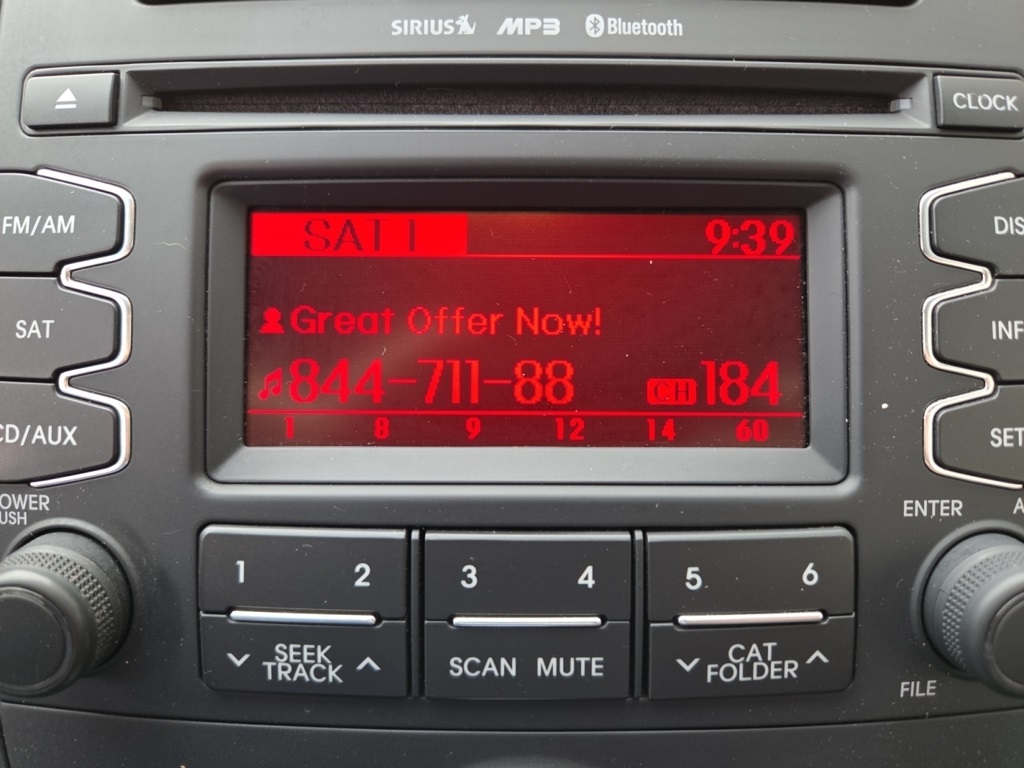 SIRIUS MP3 Bluetooth
CLOCK
FM/AM
SAT
CD/AUX
SAT1 9:39
Great Offer Now!
844-711-88 CH 184
1 8 9 12 14 60
ENTER
1 2 3 4 5 6
SEEK
TRACK
SCAN MUTE
CAT
FOLDER
FILE